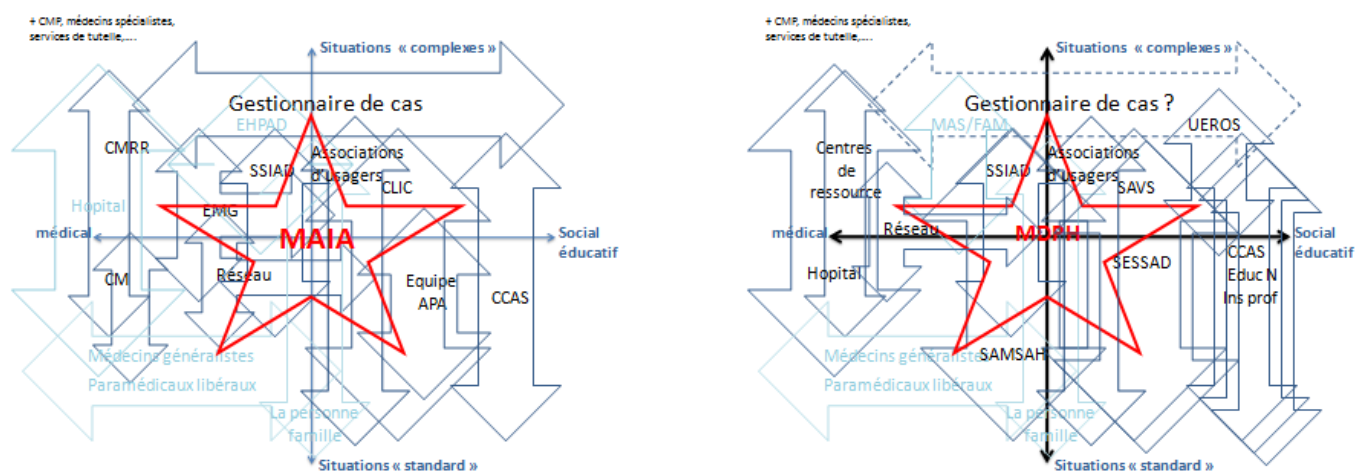 + CMP, médecins spécialistes,
services de tutelle,....
Situations « complexes »
Gestionnaire de cas
EHPAD
CMRR
Associations
d'usagers
SSIAD
CLIC
Hopital
EMG
médical
MAIA
Social
éducatif
CM
Réseau
Equipe
APA
CCAS
Médecins généralistes
Paramédicaux libéraux
La personne
famille
Situations « standard »
+ CMP, médecins spécialistes,
services de tutelle,....
Situations « complexes »
Gestionnaire de cas ?
MAS/FAM
UEROS
Centres
de
ressource
Associations
d'usagers
SSIAD
SAVS
médical
Réseau
MDPH
Social
éducatif
Hopital
SESSAD
CCAS
Educ N
Ins prof
SAMSAH
Médecins généralistes
Paramédicaux libéraux
La personne
famille
Situations « standard »